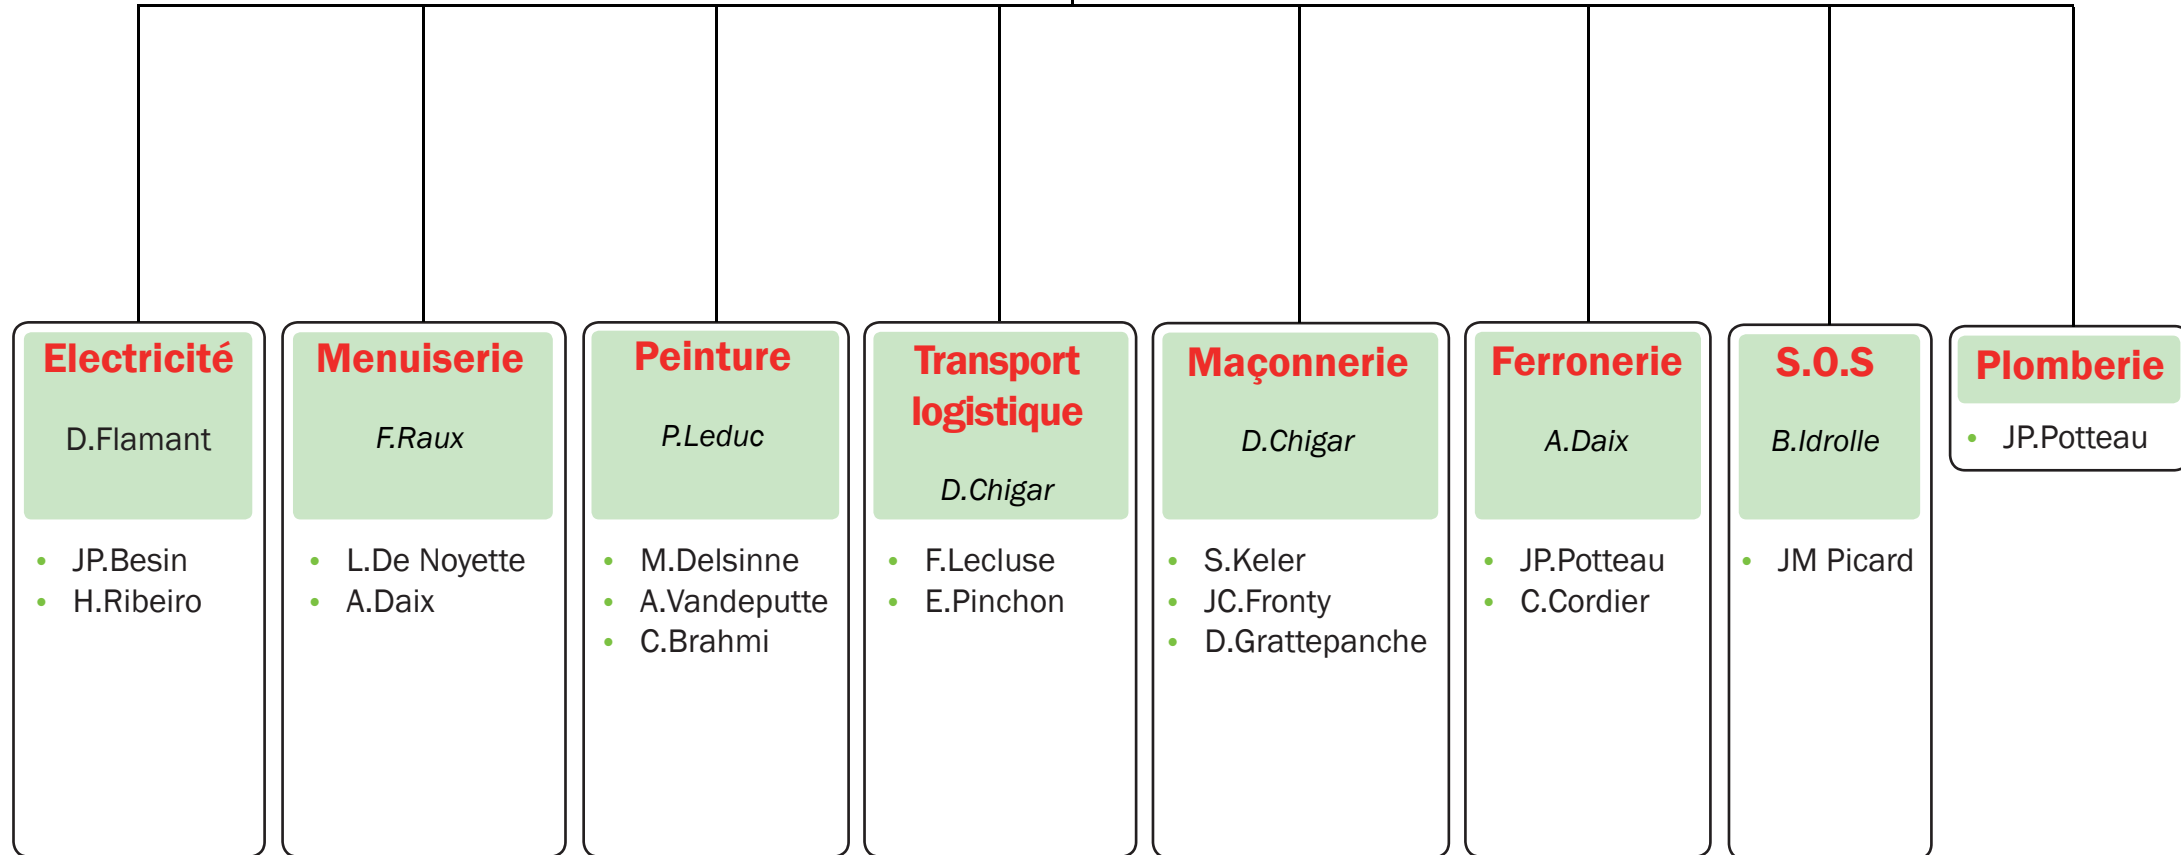 Electricité
D.Flamant
• JP.Besin
• H.Ribeiro
Menuiserie
F.Raux
• L.De Noyette
• A.Daix
Peinture
P.Leduc
• M.Delsinne
• A.Vandeputte
• C.Brahmi
Transport
logistique
D.Chigar
• F.Lecluse
• E.Pinchon
Maçonnerie
D.Chigar
• S.Keler
• JC.Fronty
• D.Grattepanche
Ferronerie
A.Daix
• JP.Potteau
• C.Cordier
S.O.S
B.Idrolle
• JM Picard
Plomberie
• JP.Potteau